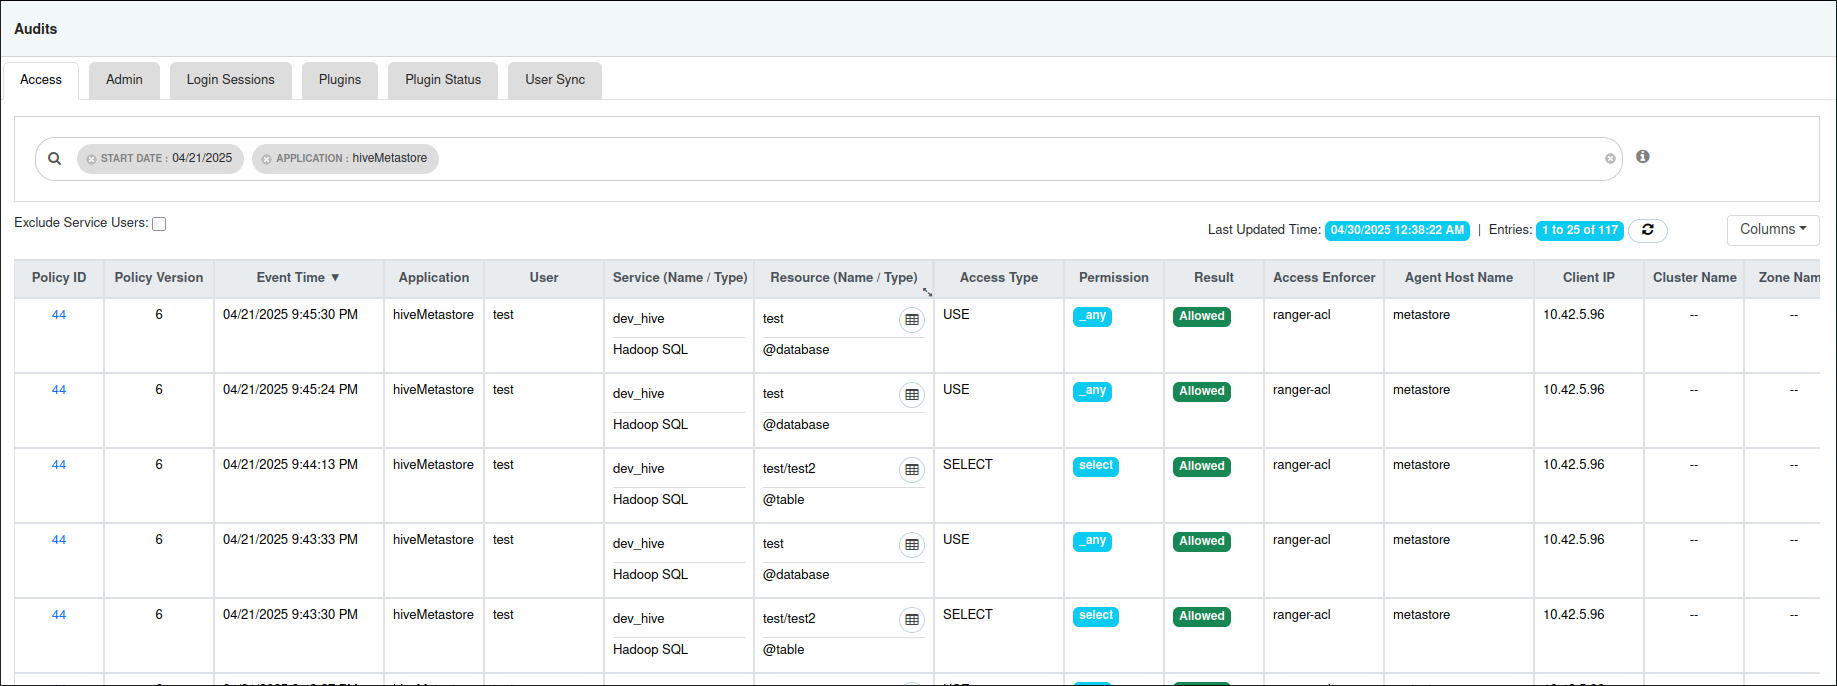 Audits
Access Admin Login Sessions Plugins Plugin Status User Sync
START DATE : 04/21/2025 APPLICATION : hiveMetastore
Exclude Service Users:
Last Updated Time: 04/30/2025 12:38:22 AM | Entries: 1 to 25 of 117 Columns
Policy ID Policy Version Event Time ▼ Application User Service (Name / Type) Resource (Name / Type) Access Type Permission Result Access Enforcer Agent Host Name Client IP Cluster Name Zone Nam
44 6 04/21/2025 9:45:30 PM hiveMetastore test dev_hive test USE _any Allowed ranger-acl metastore 10.42.5.96 -- --
Hadoop SQL @database
44 6 04/21/2025 9:45:24 PM hiveMetastore test dev_hive test USE _any Allowed ranger-acl metastore 10.42.5.96 -- --
Hadoop SQL @database
44 6 04/21/2025 9:44:13 PM hiveMetastore test dev_hive test/test2 SELECT select Allowed ranger-acl metastore 10.42.5.96 -- --
Hadoop SQL @table
44 6 04/21/2025 9:43:33 PM hiveMetastore test dev_hive test USE _any Allowed ranger-acl metastore 10.42.5.96 -- --
Hadoop SQL @database
44 6 04/21/2025 9:43:30 PM hiveMetastore test dev_hive test/test2 SELECT select Allowed ranger-acl metastore 10.42.5.96 -- --
Hadoop SQL @table